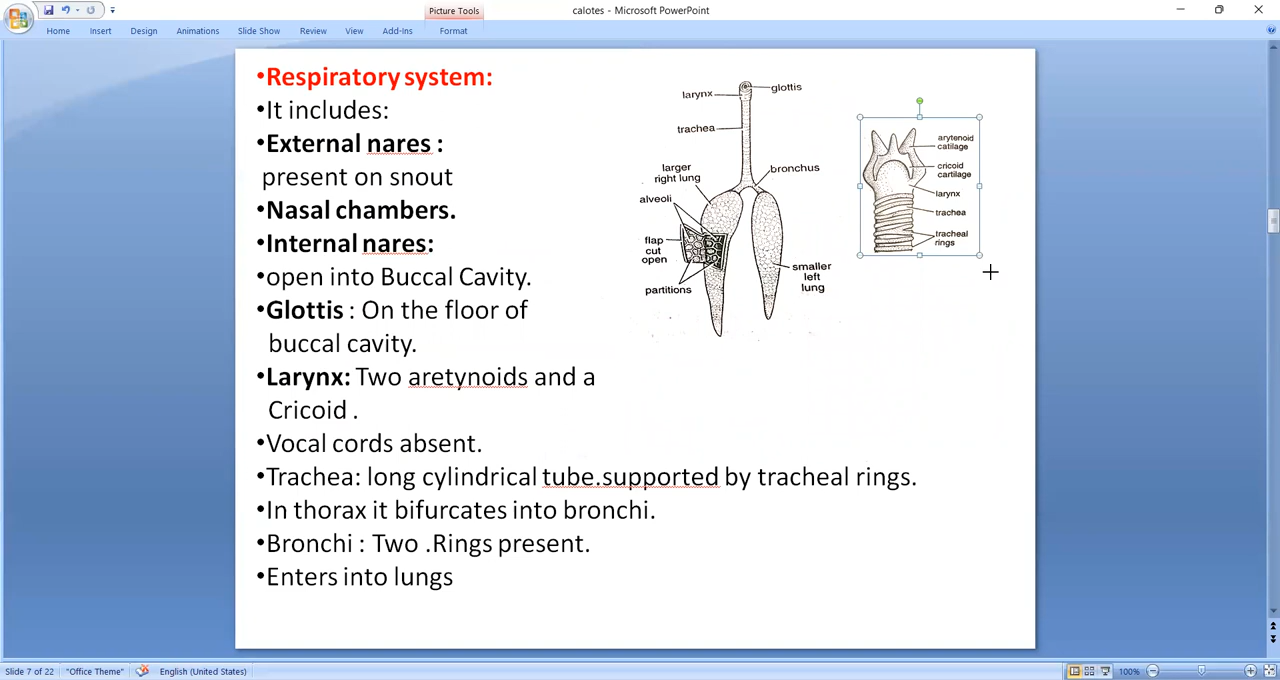 Picture Tools
calotes - Microsoft PowerPoint
Home Insert Design Animations Slide Show Review View Add-Ins Format
•Respiratory system:
•It includes:
•External nares :
present on snout
•Nasal chambers.
•Internal nares:
•open into Buccal Cavity.
•Glottis : On the floor of
buccal cavity.
•Larynx: Two aretynoids and a
Cricoid .
•Vocal cords absent.
•Trachea: long cylindrical tube.supported by tracheal rings.
•In thorax it bifurcates into bronchi.
•Bronchi : Two .Rings present.
•Enters into lungs
larynx
glottis
trachea
larger
right lung
bronchus
alveoli
flap
cut
open
partitions
smaller
left
lung
arytenoid
catilage
cricoid
cartilage
larynx
trachea
tracheal
rings
Slide 7 of 22 "Office Theme" English (United States) 100%